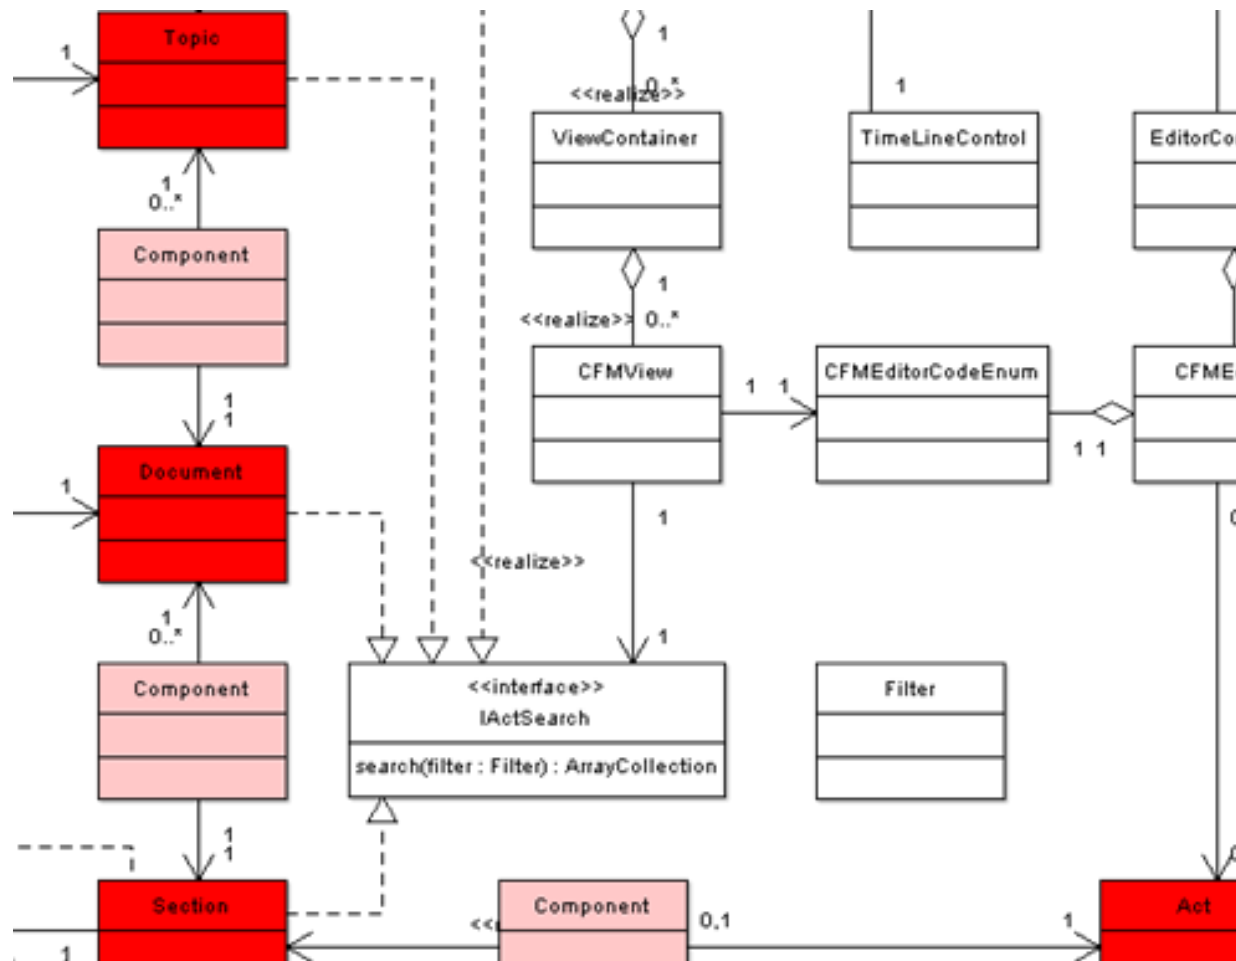 Topic
1
1
0..*
<<realize>>
1
ViewContainer
TimeLineControl
EditorCo
1
0..*
Component
1
<<realize>>
0..*
CFMView
CFMEditorCodeEnum
CFME
1
1
1
1
1
1
Document
1
1
<<realize>>
1
0..*
1
Component
<<interface>>
IActSearch
search(filter : Filter) : ArrayCollection
Filter
1
1
Section
Component
Act
<<
0,1
1
1